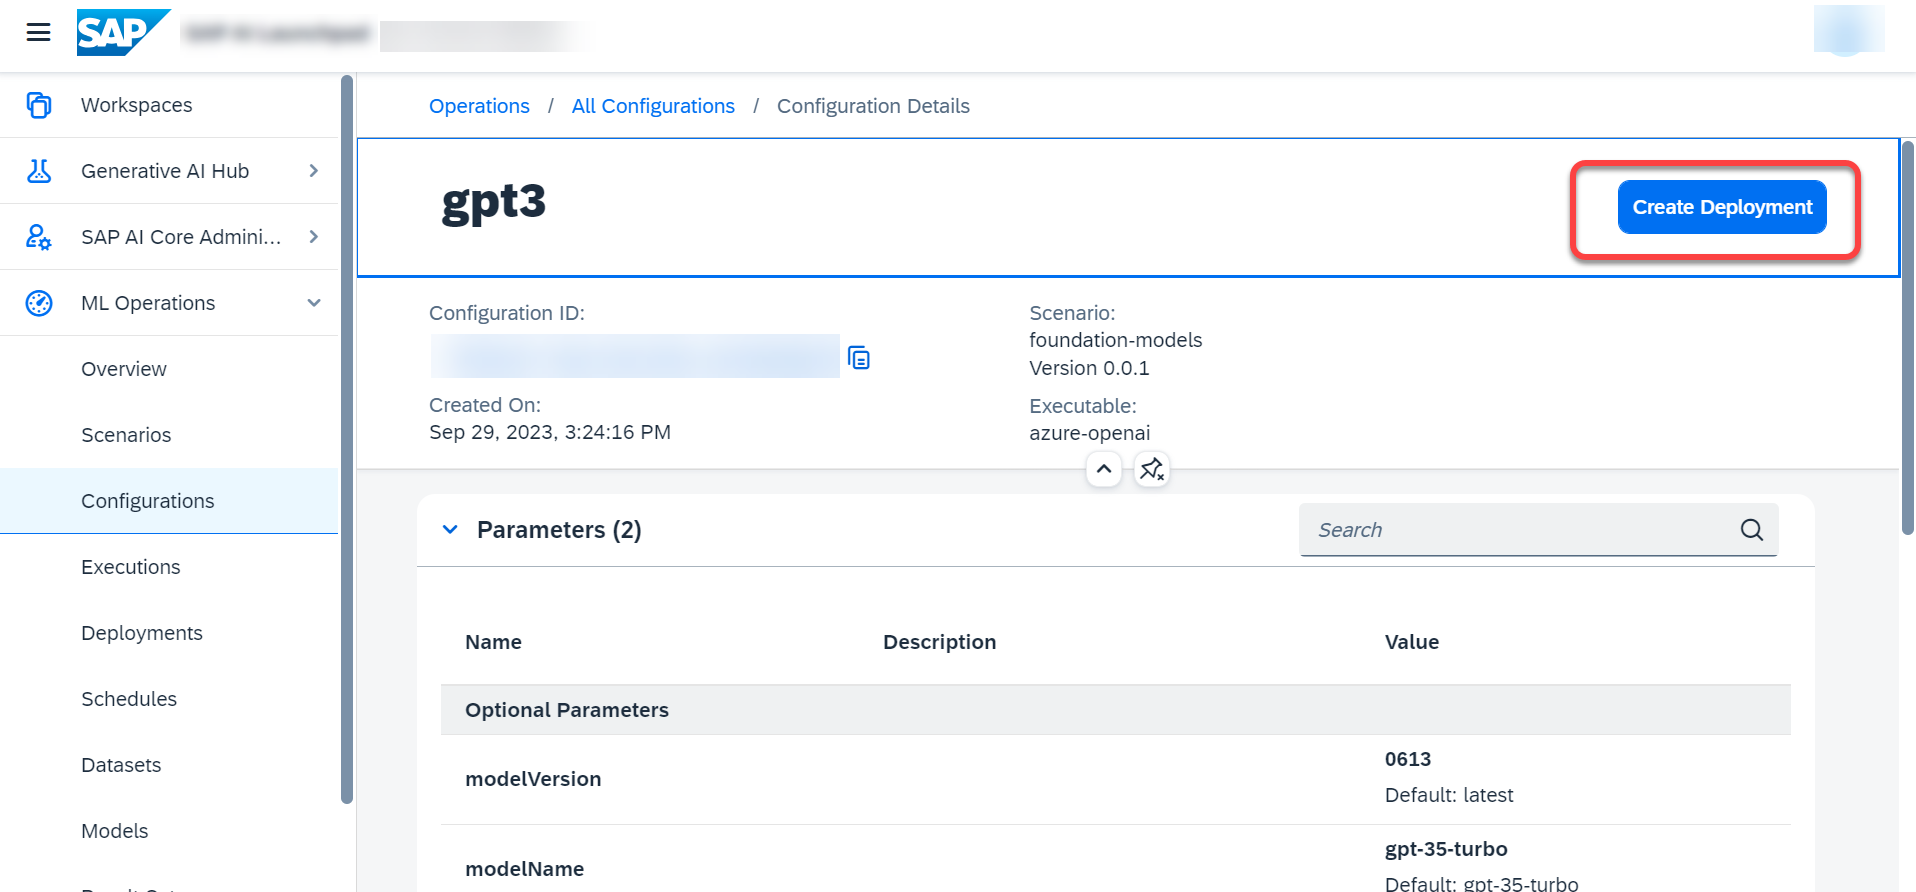 SAP
Workspaces
Generative AI Hub
SAP AI Core Admini...
ML Operations
Overview
Scenarios
Configurations
Executions
Deployments
Schedules
Datasets
Models
Operations / All Configurations / Configuration Details
gpt3
Create Deployment
Configuration ID:
Created On:
Sep 29, 2023, 3:24:16 PM
Scenario:
foundation-models
Version 0.0.1
Executable:
azure-openai
Parameters (2)
Search
Name Description Value
Optional Parameters
modelVersion
0613
Default: latest
modelName
gpt-35-turbo
Default: gpt-35-turbo